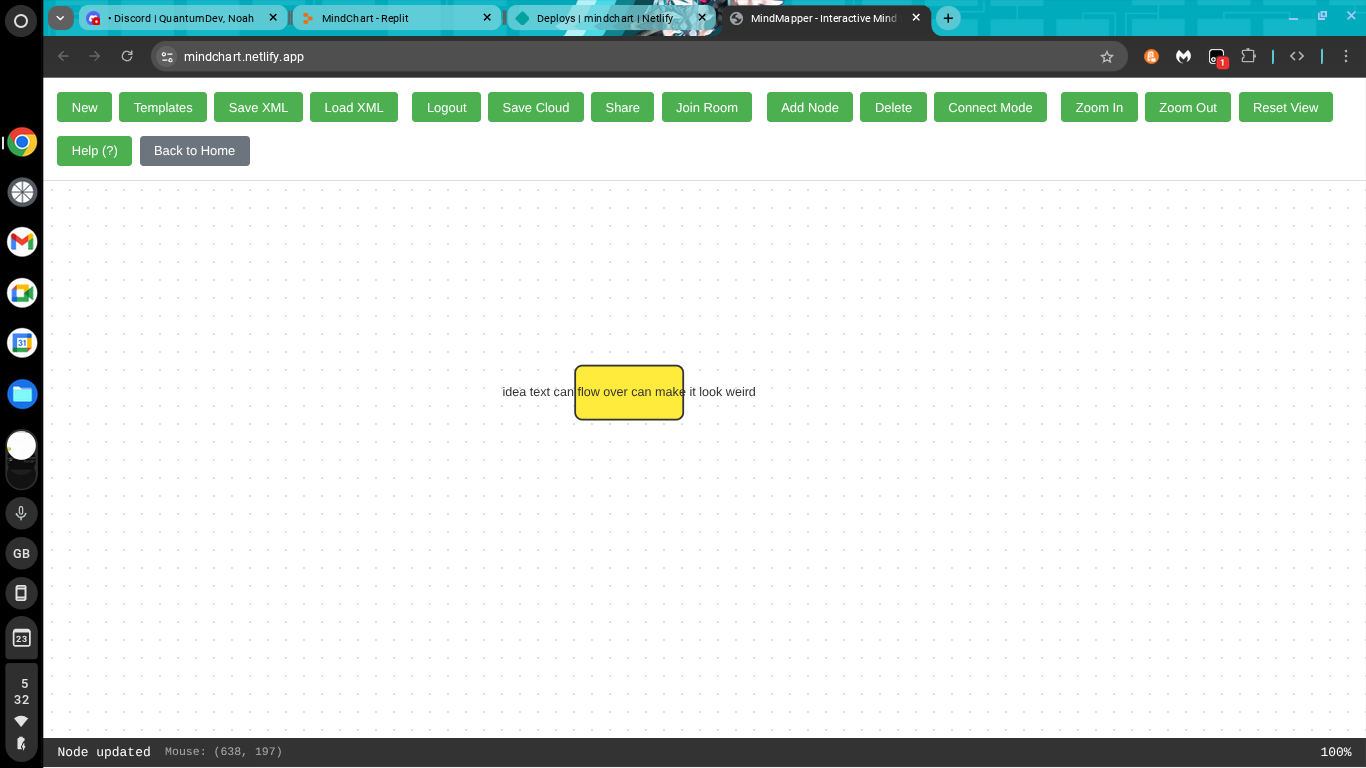 • Discord | QuantumDev, Noah
MindChart - Replit
Deploys | mindchart | Netlify
MindMapper - Interactive Mind
mindchart.netlify.app
1
New Templates Save XML Load XML Logout Save Cloud Share Join Room Add Node Delete Connect Mode Zoom In Zoom Out Reset View
Help (?) Back to Home
31
idea text can flow over can make it look weird
GB
23
5
32
Node updated Mouse: (638, 197) 100%